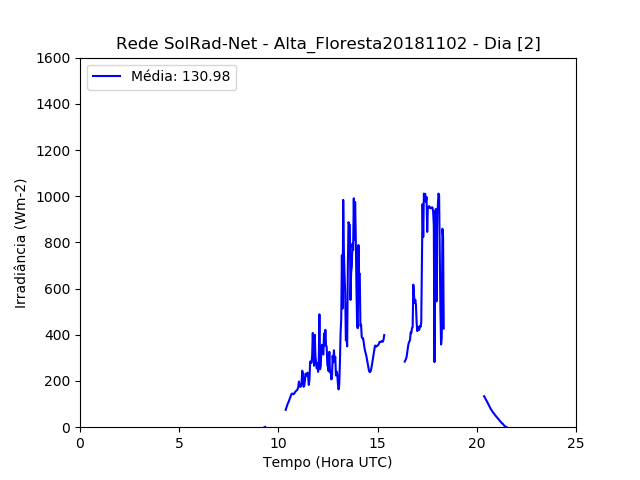 Rede SolRad-Net - Alta_Floresta20181102 - Dia [2]
Média: 130.98
Irradiância (Wm-2)
1600
1400
1200
1000
800
600
400
200
0
0 5 10 15 20 25
Tempo (Hora UTC)